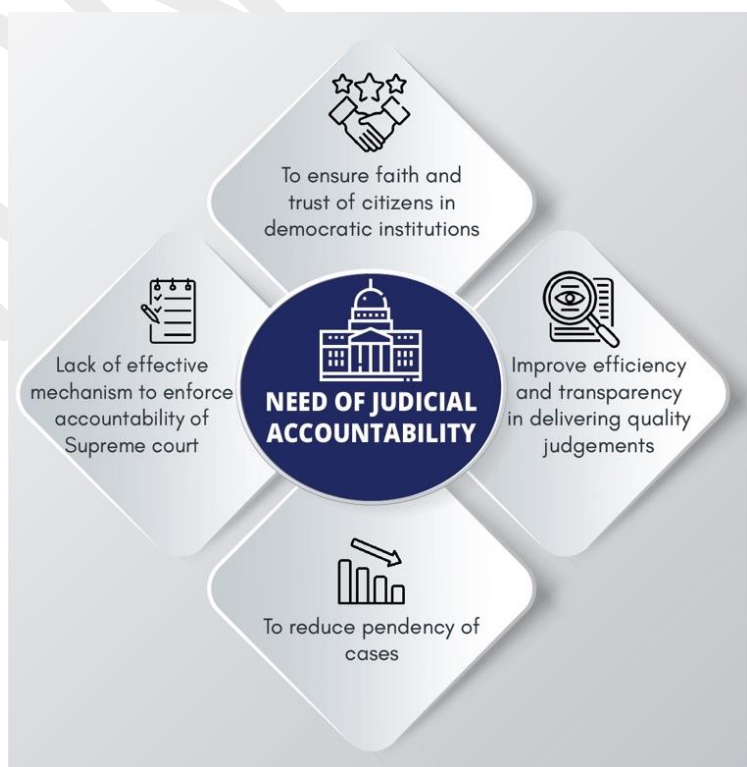 To ensure faith and
trust of citizens in
democratic institutions
Lack of effective
mechanism to enforce
accountability of
Supreme court
NEED OF JUDICIAL
ACCOUNTABILITY
Improve efficiency
and transparency
in delivering quality
judgements
To reduce pendency of
cases